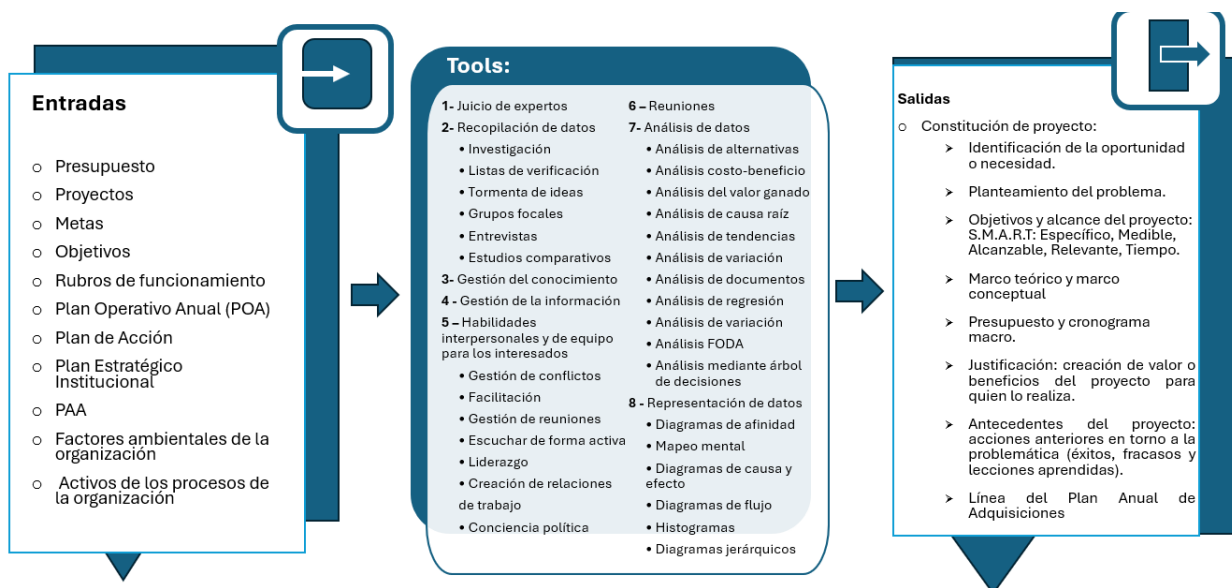 Entradas
o Presupuesto
o Proyectos
o Metas
o Objetivos
o Rubros de funcionamiento
o Plan Operativo Anual (POA)
o Plan de Acción
o Plan Estratégico
Institucional
o PAA
o Factores ambientales de la
organización
o Activos de los procesos de
la organización
Tools:
1- Juicio de expertos
2- Recopilación de datos
• Investigación
• Listas de verificación
• Tormenta de ideas
• Grupos focales
• Entrevistas
• Estudios comparativos
3- Gestión del conocimiento
4 - Gestión de la información
5 – Habilidades
interpersonales y de equipo
para los interesados
• Gestión de conflictos
• Facilitación
• Gestión de reuniones
• Escuchar de forma activa
• Liderazgo
• Creación de relaciones
de trabajo
• Conciencia política
6 – Reuniones
7- Análisis de datos
• Análisis de alternativas
• Análisis costo-beneficio
• Análisis del valor ganado
• Análisis de causa raíz
• Análisis de tendencias
• Análisis de variación
• Análisis de documentos
• Análisis de regresión
• Análisis de variación
• Análisis FODA
• Análisis mediante árbol
de decisiones
8 - Representación de datos
• Diagramas de afinidad
• Mapeo mental
• Diagramas de causa y
efecto
• Diagramas de flujo
• Histogramas
• Diagramas jerárquicos
Salidas
o Constitución de proyecto:
➢ Identificación de la oportunidad
o necesidad.
➢ Planteamiento del problema.
➢ Objetivos y alcance del proyecto:
S.M.A.R.T: Específico, Medible,
Alcanzable, Relevante, Tiempo.
➢ Marco teórico y marco
conceptual
➢ Presupuesto y cronograma
macro.
➢ Justificación: creación de valor o
beneficios del proyecto para
quien lo realiza.
➢ Antecedentes del proyecto:
acciones anteriores en torno a la
problemática (éxitos, fracasos y
lecciones aprendidas).
➢ Línea del Plan Anual de
Adquisiciones